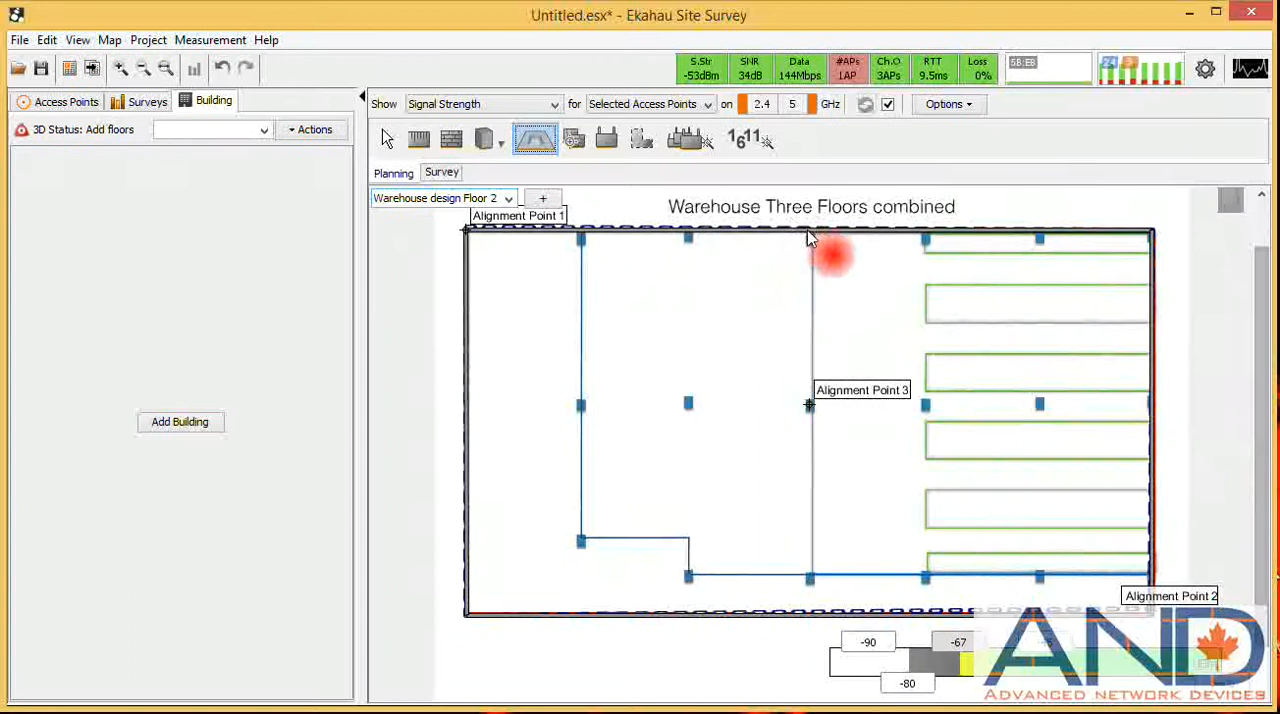 Untitled.esx* - Ekahau Site Survey
File Edit View Map Project Measurement Help
S.Str SNR Data #APs Ch.O RTT Loss
-53dBm 34dB 144Mbps 1AP 3APs 9.5ms 0%
Access Points Surveys Building
Show Signal Strength for Selected Access Points on 2.4 5 GHz Options
3D Status: Add floors Actions
1 6 11
Planning Survey
Warehouse design Floor 2 +
Warehouse Three Floors combined
Alignment Point 1
Alignment Point 3
Add Building
Alignment Point 2
-90 -67
-80
AND
ADVANCED NETWORK DEVICES